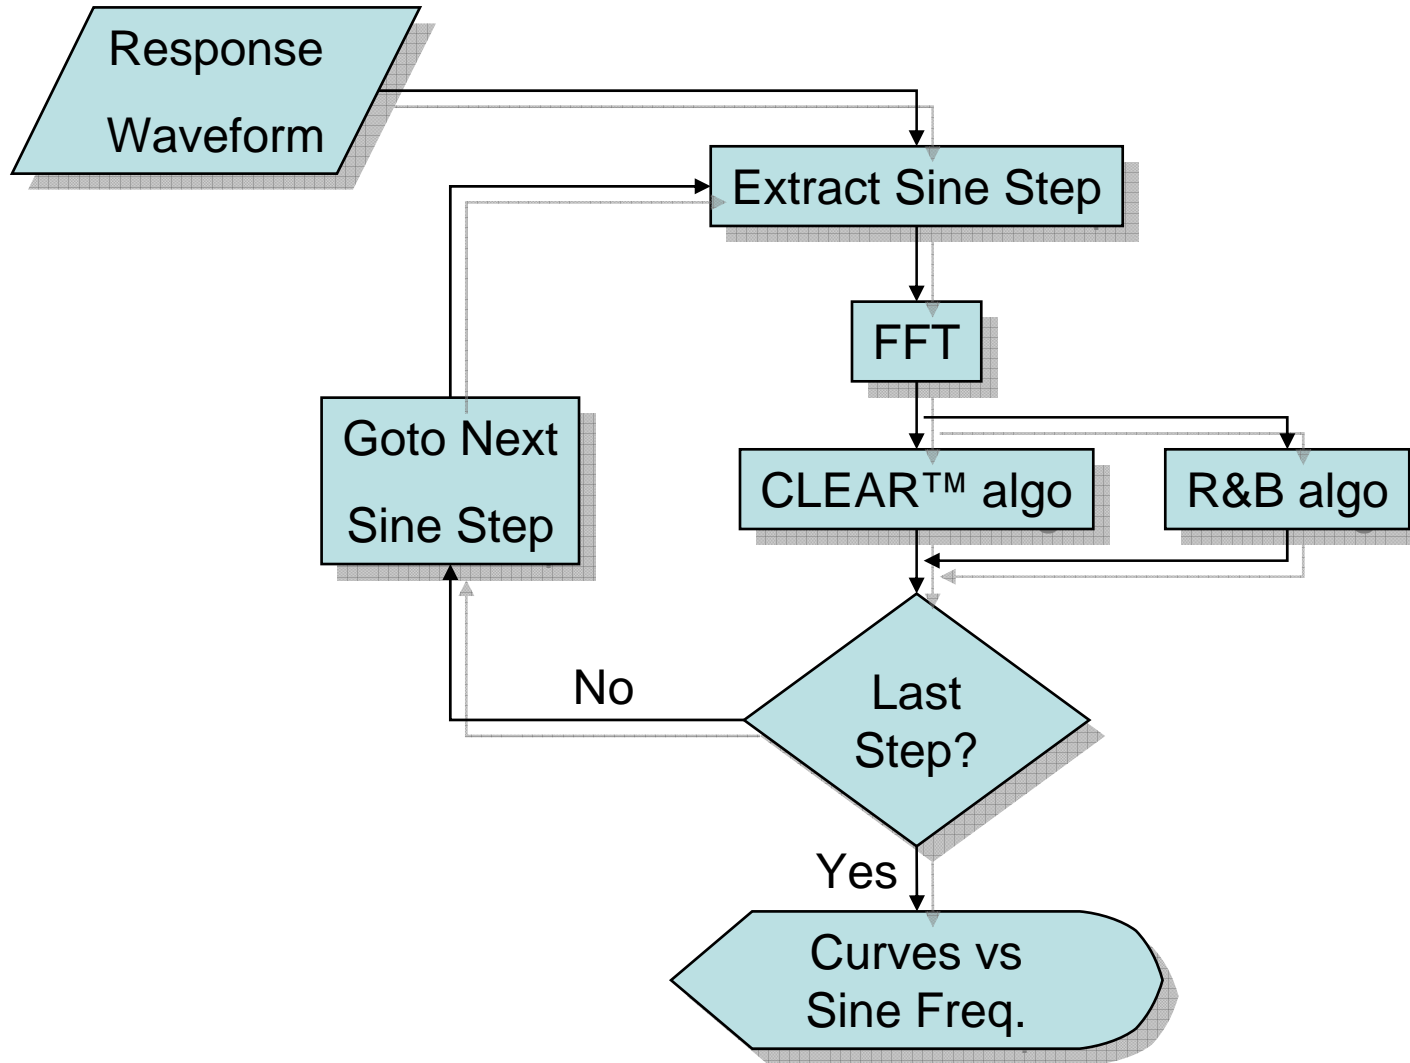 Response
Waveform
Extract Sine Step
FFT
Goto Next
Sine Step
CLEAR™ algo
R&B algo
No
Last
Step?
Yes
Curves vs
Sine Freq.